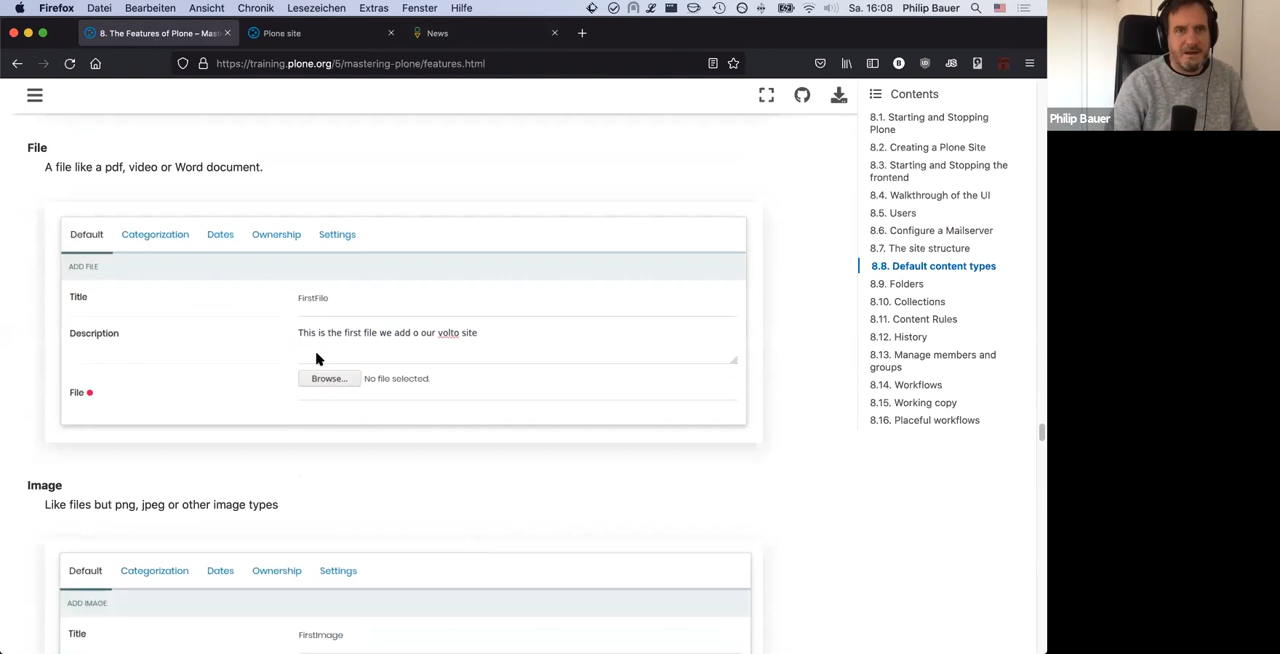 Firefox Datei Bearbeiten Ansicht Chronik Lesezeichen Extras Fenster Hilfe Sa. 16:08 Philip Bauer
8. The Features of Plone – Mast
Plone site
News
https://training.plone.org/5/mastering-plone/features.html
Philip Bauer
File
A file like a pdf, video or Word document.
Default Categorization Dates Ownership Settings
ADD FILE
Title FirstFile
Description This is the first file we add o our volto site
Browse... No file selected.
File
Image
Like files but png, jpeg or other image types
Default Categorization Dates Ownership Settings
ADD IMAGE
Title FirstImage
Contents
8.1. Starting and Stopping
Plone
8.2. Creating a Plone Site
8.3. Starting and Stopping the
frontend
8.4. Walkthrough of the UI
8.5. Users
8.6. Configure a Mailserver
8.7. The site structure
8.8. Default content types
8.9. Folders
8.10. Collections
8.11. Content Rules
8.12. History
8.13. Manage members and
groups
8.14. Workflows
8.15. Working copy
8.16. Placeful workflows